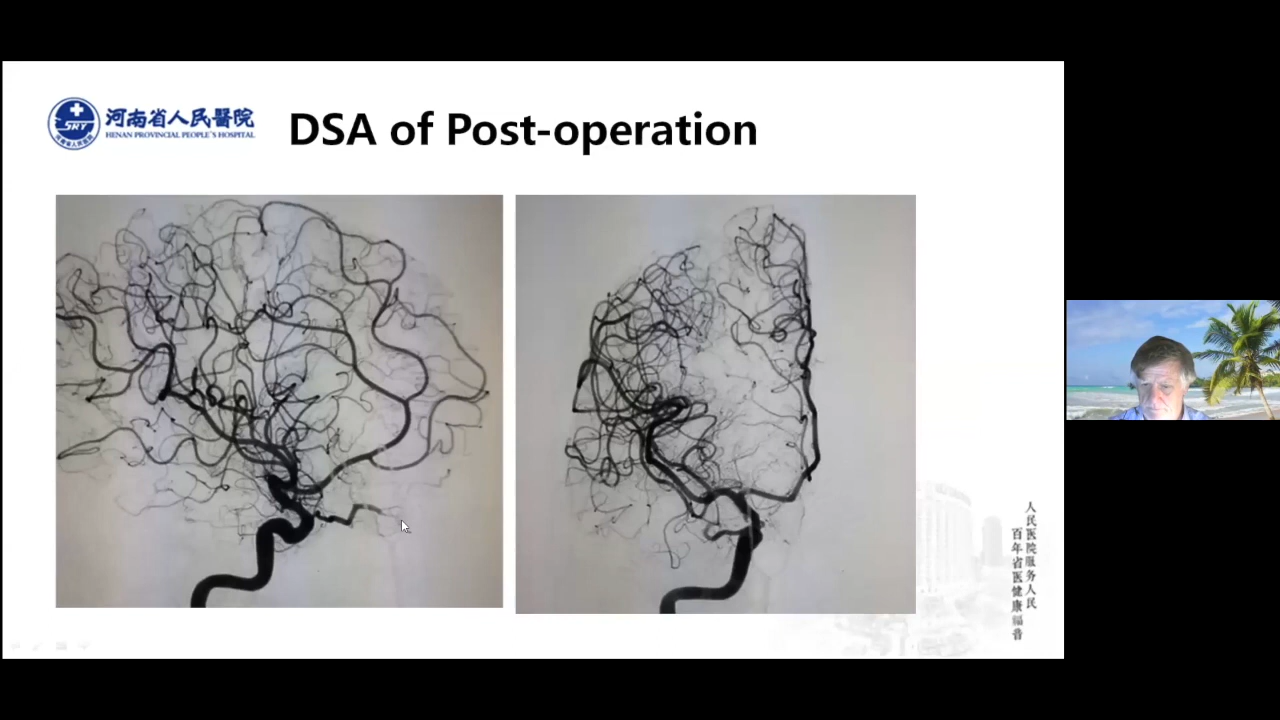 河南省人民醫院
HENAN PROVINCIAL PEOPLE'S HOSPITAL
DSA of Post-operation
人民医院服务人民
百年省医健康福音